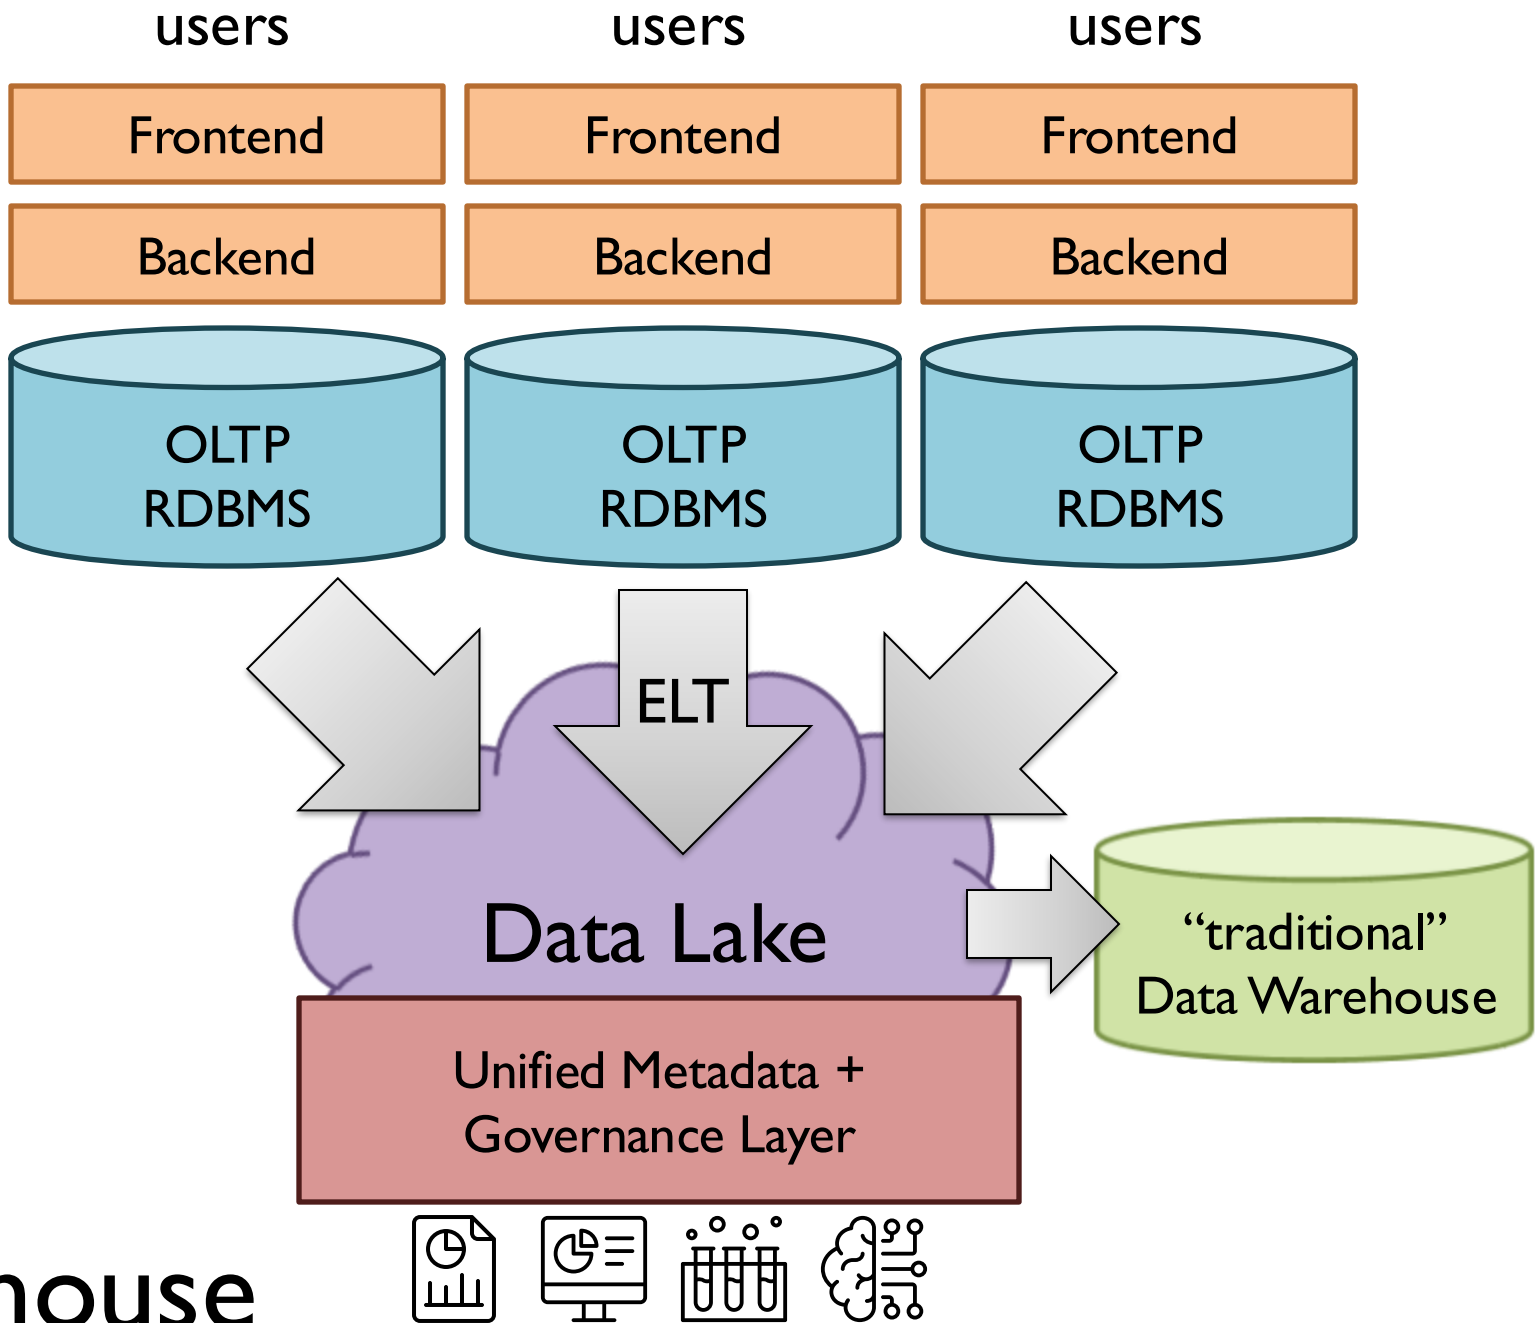 users users users
Frontend Frontend Frontend
Backend Backend Backend
OLTP OLTP OLTP
RDBMS RDBMS RDBMS
ELT
Data Lake
“traditional”
Data Warehouse
Unified Metadata +
Governance Layer
house